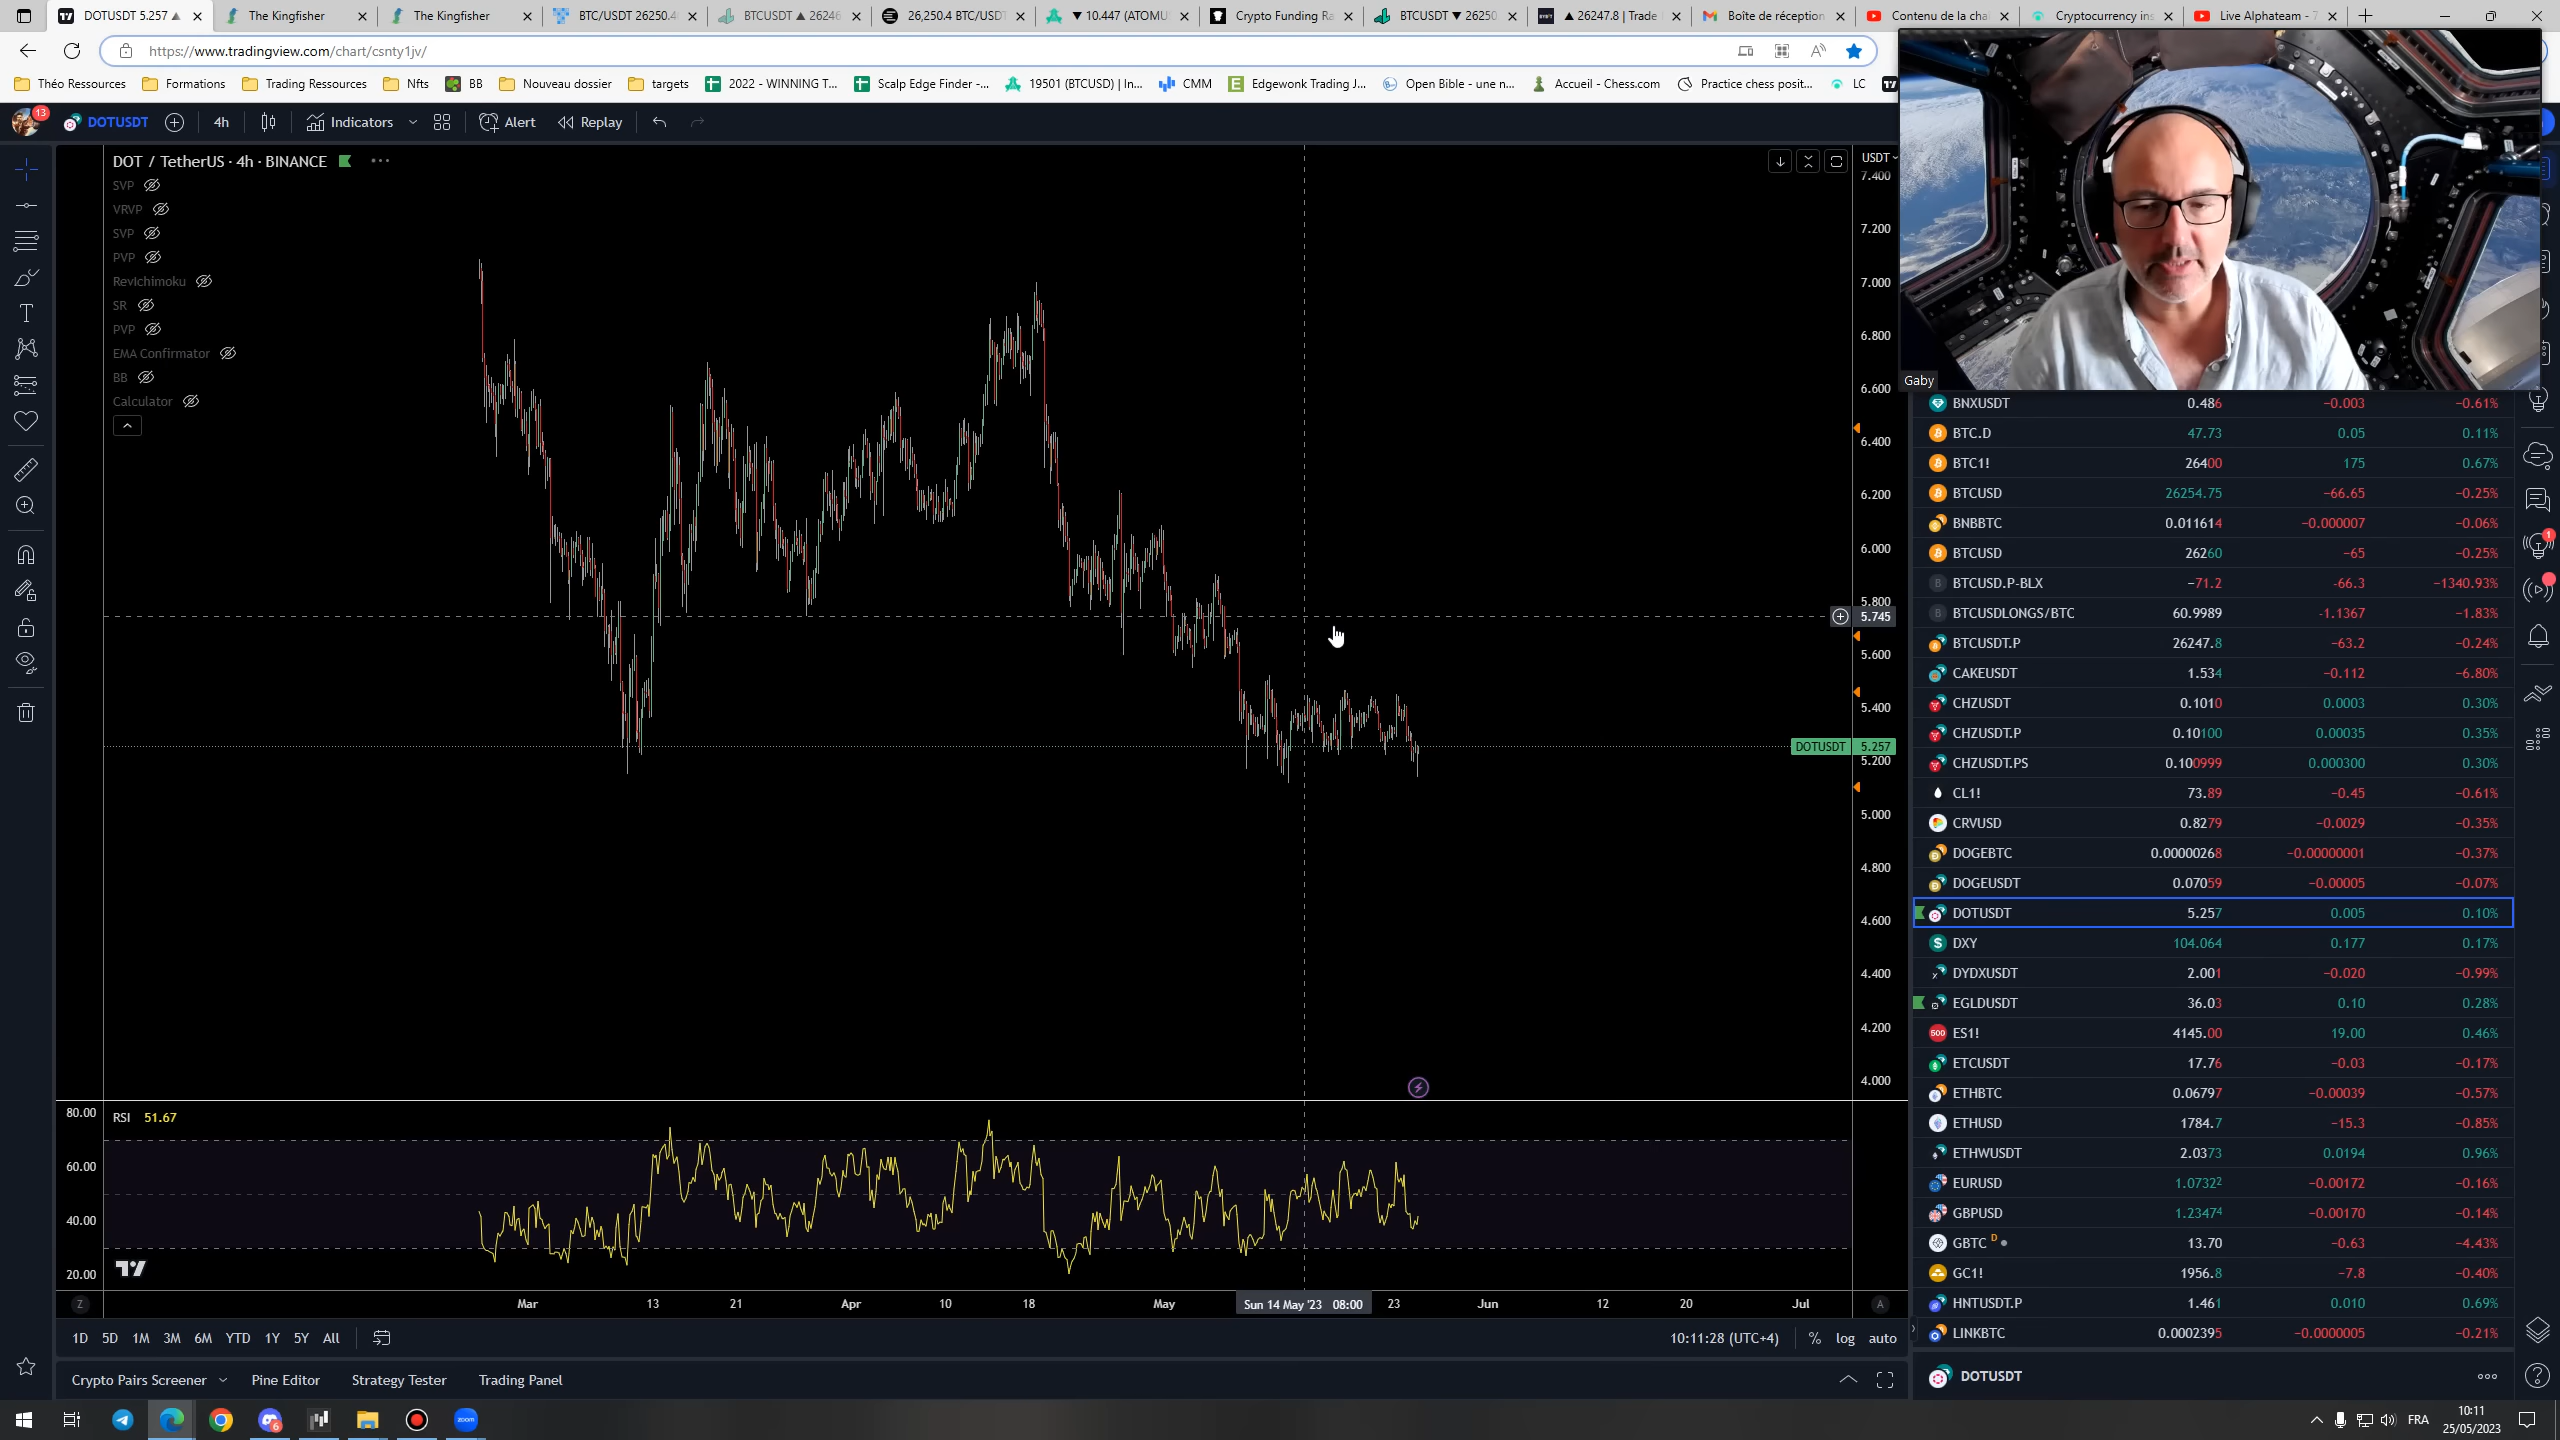 DOTUSDT 5.257 ▲
The Kingfisher
The Kingfisher
BTC/USDT 26250.4
BTCUSDT ▲ 26246
26,250.4 BTC/USDT
▼ 10.447 (ATOMU
Crypto Funding Ra
BTCUSDT ▼ 26250
▲ 26247.8 | Trade
Boîte de réception
Contenu de la cha
Cryptocurrency in
Live Alphateam - 7
https://www.tradingview.com/chart/csnty1jv/
Théo Ressources
Formations
Trading Ressources
Nfts
BB
Nouveau dossier
targets
2022 - WINNING T...
Scalp Edge Finder -...
19501 (BTCUSD) | In...
CMM
Edgewonk Trading J...
Open Bible - une n...
Accueil - Chess.com
Practice chess posit...
LC
13
DOTUSDT
4h
Indicators
Alert
Replay
DOT / TetherUS · 4h · BINANCE
SVP
VRVP
SVP
PVP
Revichimoku
SR
PVP
EMA Confirmator
BB
Calculator
USDT
7.400
7.200
7.000
6.800
6.600
6.400
6.200
6.000
5.800
5.745
5.600
5.400
DOTUSDT 5.257
5.200
5.000
4.800
4.600
4.400
4.200
4.000
RSI 51.67
80.00
60.00
40.00
20.00
Z
Mar
13
21
Apr
10
18
May
Sun 14 May '23 08:00
23
Jun
12
20
Jul
A
1D 5D 1M 3M 6M YTD 1Y 5Y All
10:11:28 (UTC+4)
% log auto
Crypto Pairs Screener
Pine Editor
Strategy Tester
Trading Panel
Gaby
BNXUSDT 0.486 −0.003 −0.61%
BTC.D 47.73 0.05 0.11%
BTC1! 26400 175 0.67%
BTCUSD 26254.75 −66.65 −0.25%
BNBBTC 0.011614 −0.000007 −0.06%
BTCUSD 26260 −65 −0.25%
BTCUSD.P-BLX −71.2 −66.3 −1340.93%
BTCUSDLONGS/BTC 60.9989 −1.1367 −1.83%
BTCUSDT.P 26247.8 −63.2 −0.24%
CAKEUSDT 1.534 −0.112 −6.80%
CHZUSDT 0.1010 0.0003 0.30%
CHZUSDT.P 0.10100 0.00035 0.35%
CHZUSDT.PS 0.100999 0.000300 0.30%
CL1! 73.89 −0.45 −0.61%
CRVUSD 0.8279 −0.0029 −0.35%
DOGEBTC 0.00000268 −0.00000001 −0.37%
DOGEUSDT 0.07059 −0.00005 −0.07%
DOTUSDT 5.257 0.005 0.10%
DXY 104.064 0.177 0.17%
DYDXUSDT 2.001 −0.020 −0.99%
EGLDUSDT 36.03 0.10 0.28%
ES1! 4145.00 19.00 0.46%
ETCUSDT 17.76 −0.03 −0.17%
ETHBTC 0.06797 −0.00039 −0.57%
ETHUSD 1784.7 −15.3 −0.85%
ETHWUSDT 2.0373 0.0194 0.96%
EURUSD 1.07322 −0.00172 −0.16%
GBPUSD 1.23474 −0.00170 −0.14%
GBTC D 13.70 −0.63 −4.43%
GC1! 1956.8 −7.8 −0.40%
HNTUSDT.P 1.461 0.010 0.69%
LINKBTC 0.0002395 −0.0000005 −0.21%
DOTUSDT
zoom
FRA
10:11
25/05/2023